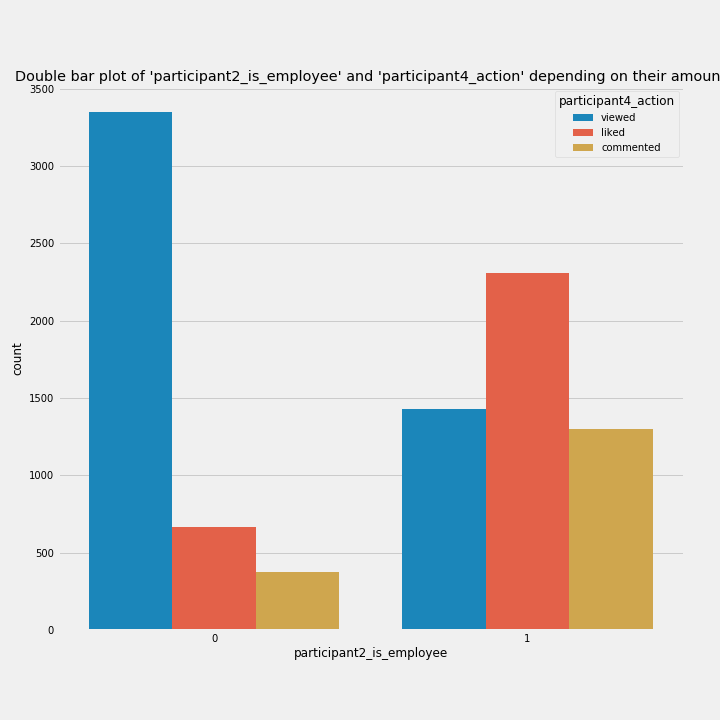 Double bar plot of 'participant2_is_employee' and 'participant4_action' depending on their amoun
3500
participant4_action
viewed
liked
commented
3000
2500
2000
1500
1000
500
0
count
0
1
participant2_is_employee